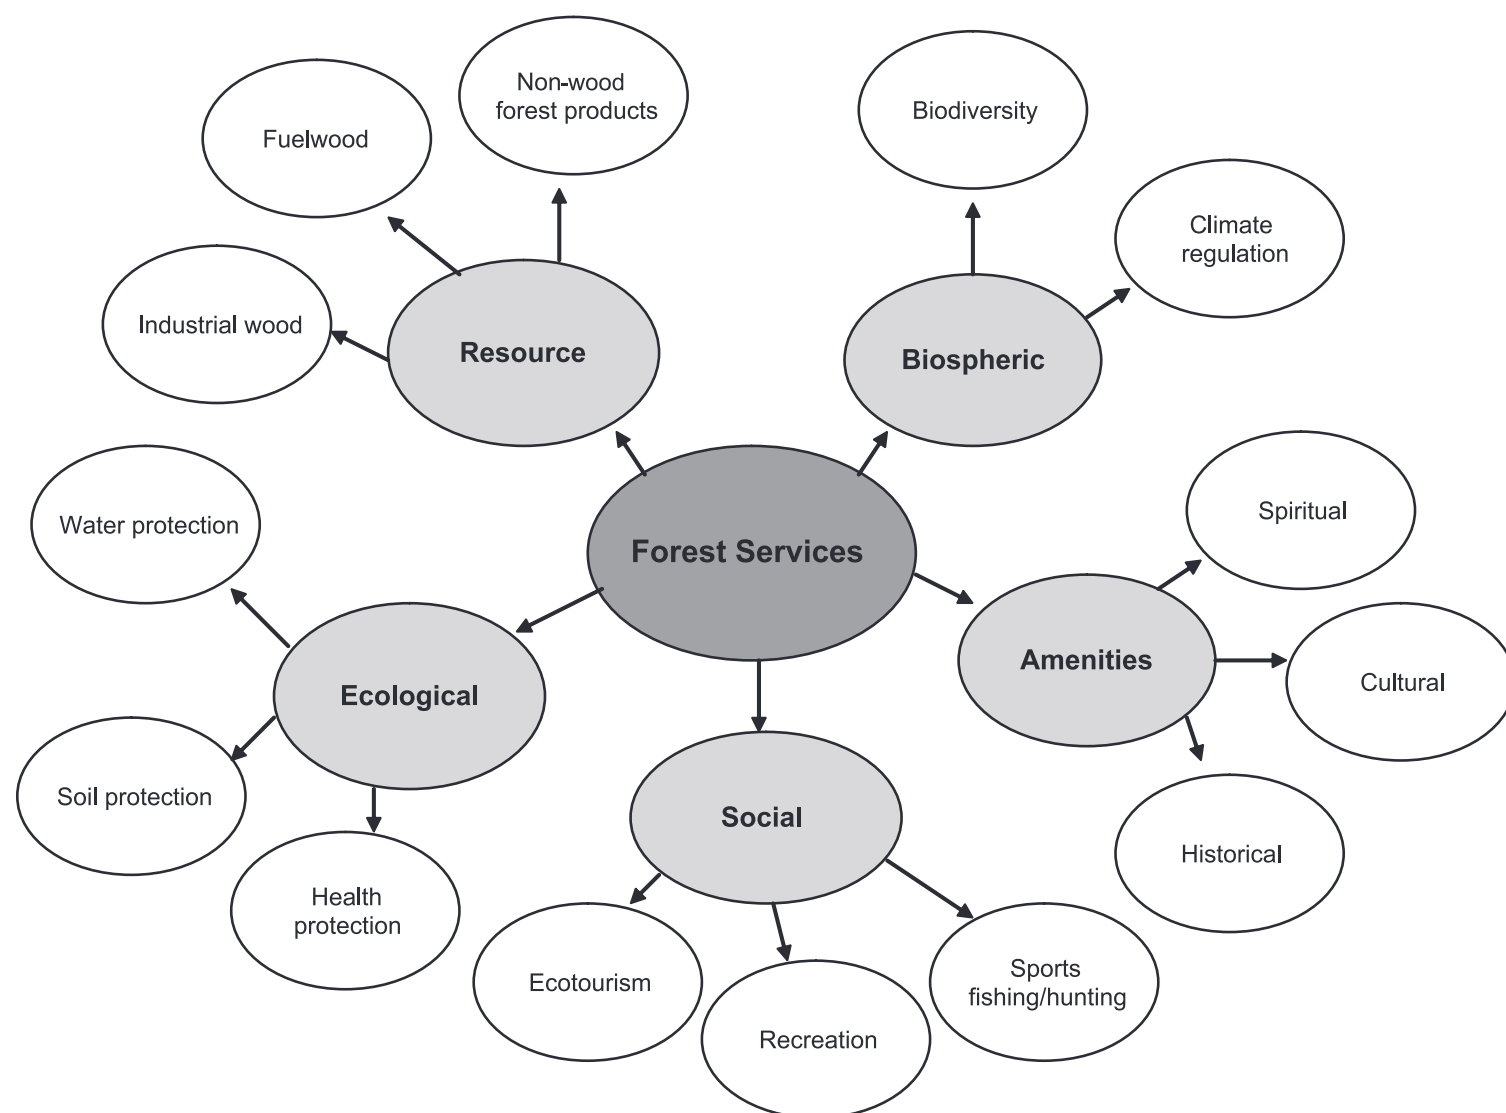 Non-wood
forest products
Fuelwood
Biodiversity
Climate
regulation
Industrial wood
Resource
Biospheric
Water protection
Forest Services
Spiritual
Ecological
Amenities
Cultural
Soil protection
Social
Historical
Health
protection
Ecotourism
Sports
fishing/hunting
Recreation